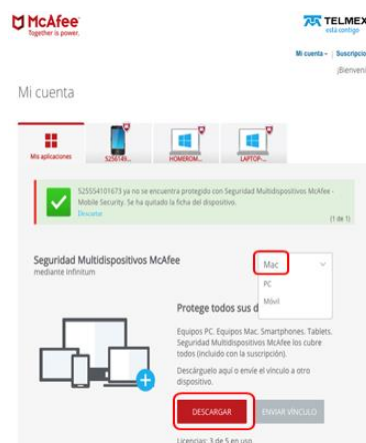 McAfee
Together is power.
TELMEX
está contigo
Mi cuenta | Suscripcio
¡Bienveni
Mi cuenta
Mis aplicaciones
S256149...
HOMEROM...
LAPTOP-...
525554101673 ya no se encuentra protegido con Seguridad Multidispositivos McAfee -
Mobile Security. Se ha quitado la ficha del dispositivo.
Descartar
(1 de 1)
Seguridad Multidispositivos McAfee
mediante Infinitum
Mac
PC
Móvil
Protege todos sus d
Equipos PC. Equipos Mac. Smartphones. Tablets.
Seguridad Multidispositivos McAfee los cubre
todos (incluido con la suscripción).
Descárguelo aquí o envíe el vínculo a otro
dispositivo.
DESCARGAR
ENVIAR VÍNCULO
Licencias: 3 de 5 en uso